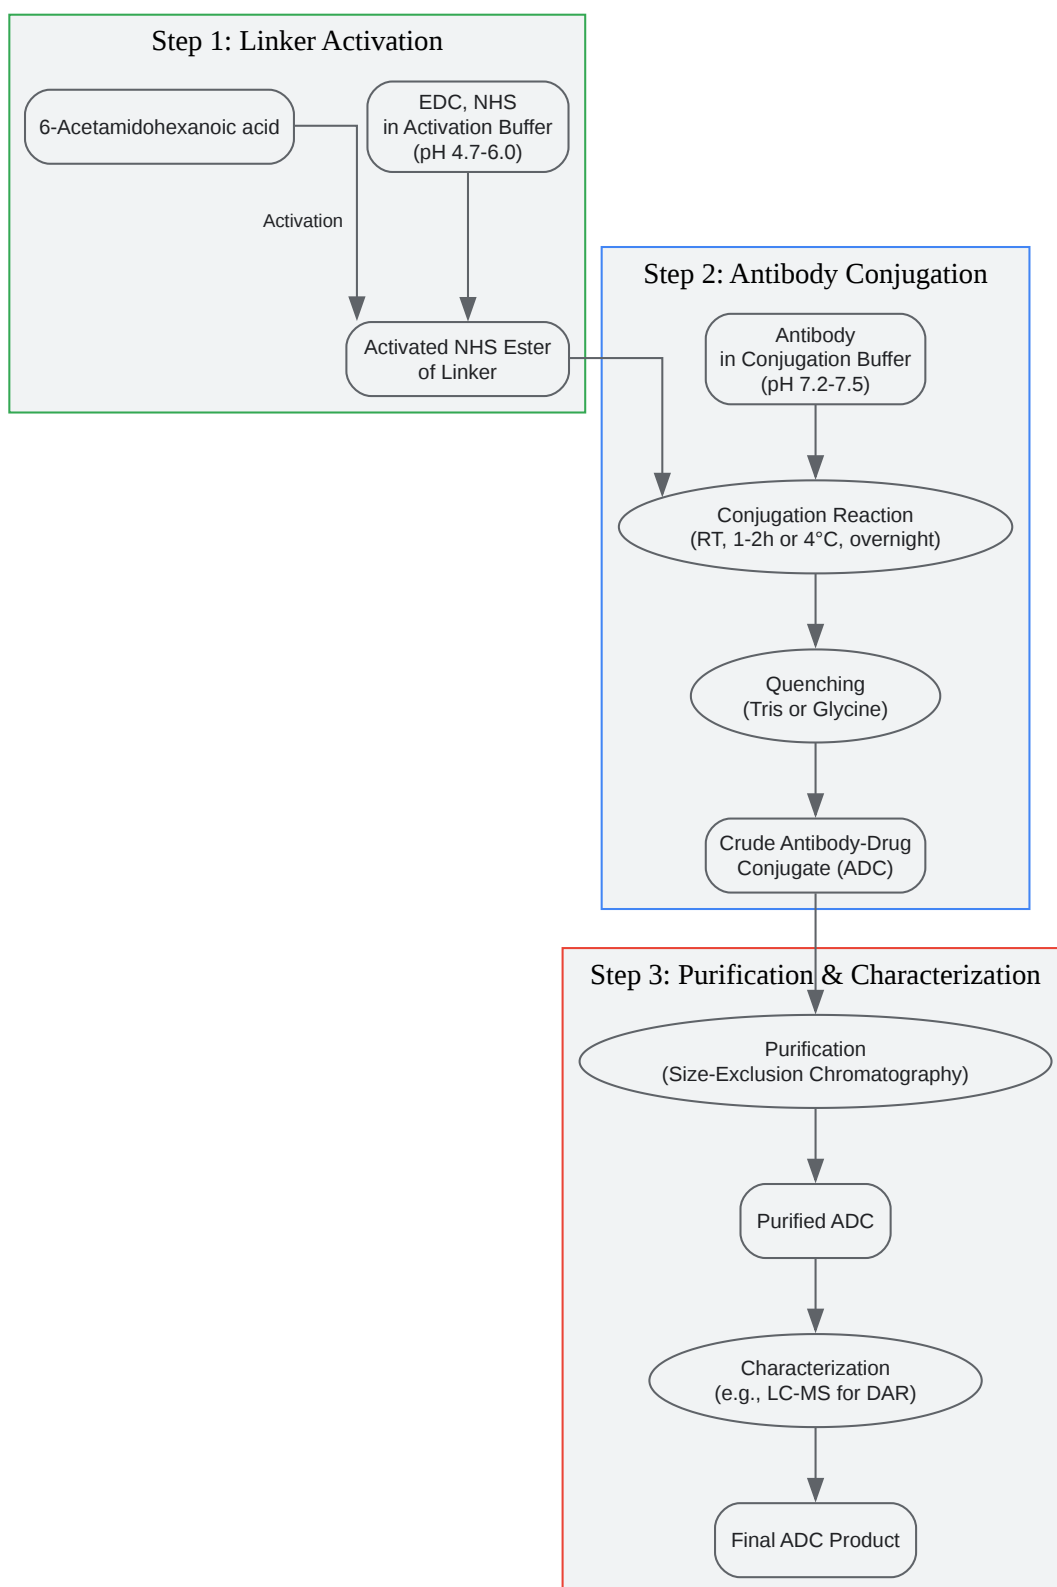 Step 1: Linker Activation
6-Acetamidohexanoic acid
EDC, NHS
in Activation Buffer
(pH 4.7-6.0)
Activation
Activated NHS Ester
of Linker
Step 2: Antibody Conjugation
Antibody
in Conjugation Buffer
(pH 7.2-7.5)
Conjugation Reaction
(RT, 1-2h or 4°C, overnight)
Quenching
(Tris or Glycine)
Crude Antibody-Drug
Conjugate (ADC)
Step 3: Purification & Characterization
Purification
(Size-Exclusion Chromatography)
Purified ADC
Characterization
(e.g., LC-MS for DAR)
Final ADC Product